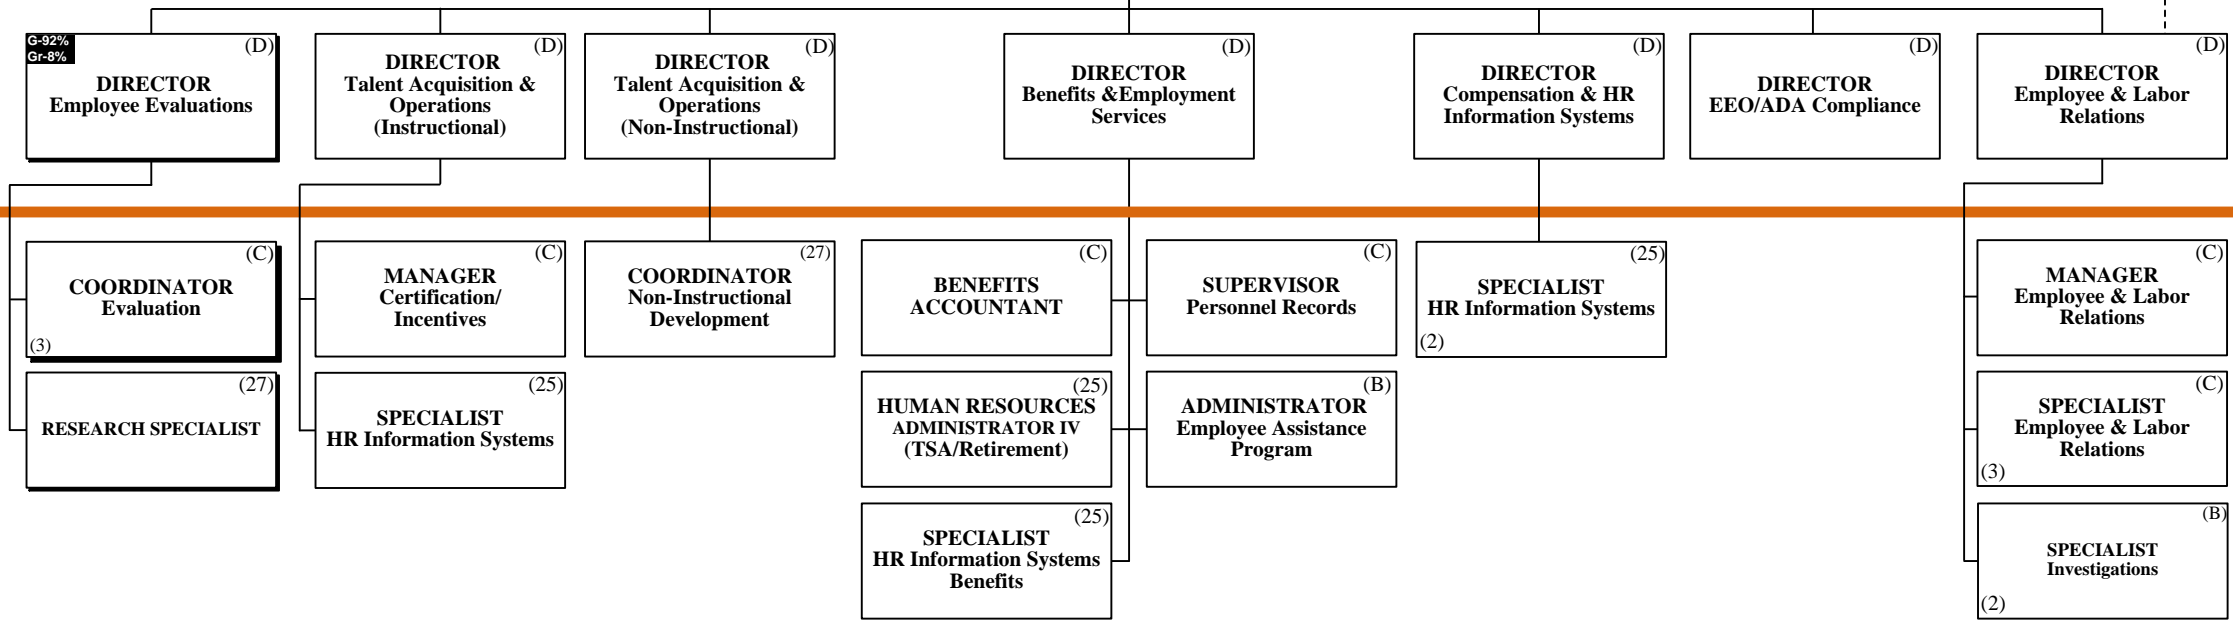 G-92%
Gr-8%
(D)
DIRECTOR
Employee Evaluations
(D)
DIRECTOR
Talent Acquisition &
Operations
(Instructional)
(D)
DIRECTOR
Talent Acquisition &
Operations
(Non-Instructional)
(D)
DIRECTOR
Benefits &Employment
Services
(D)
DIRECTOR
Compensation & HR
Information Systems
(D)
DIRECTOR
EEO/ADA Compliance
(D)
DIRECTOR
Employee & Labor
Relations
(C)
COORDINATOR
Evaluation
(3)
(C)
MANAGER
Certification/
Incentives
(27)
COORDINATOR
Non-Instructional
Development
(C)
BENEFITS
ACCOUNTANT
(C)
SUPERVISOR
Personnel Records
(25)
SPECIALIST
HR Information Systems
(2)
(C)
MANAGER
Employee & Labor
Relations
(27)
RESEARCH SPECIALIST
(25)
SPECIALIST
HR Information Systems
(25)
HUMAN RESOURCES
ADMINISTRATOR IV
(TSA/Retirement)
(B)
ADMINISTRATOR
Employee Assistance
Program
(C)
SPECIALIST
Employee & Labor
Relations
(3)
(25)
SPECIALIST
HR Information Systems
Benefits
(B)
SPECIALIST
Investigations
(2)